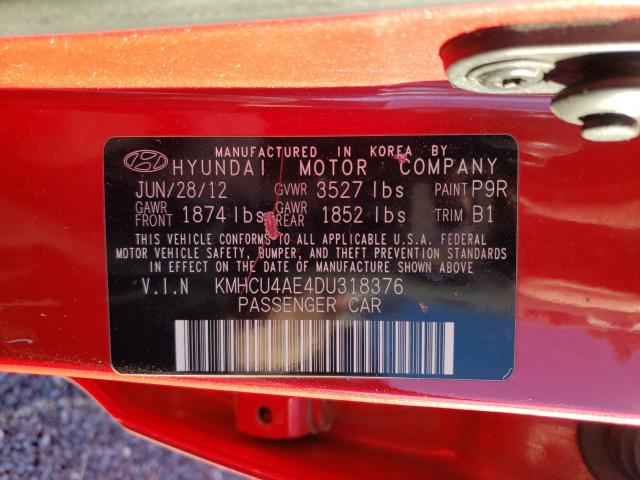 MANUFACTURED IN KOREA BY
HYUNDAI MOTOR COMPANY
JUN/28/12 GVWR 3527 lbs PAINT P9R
GAWR FRONT 1874 lbs GAWR REAR 1852 lbs TRIM B1
THIS VEHICLE CONFORMS TO ALL APPLICABLE U.S.A. FEDERAL
MOTOR VEHICLE SAFETY, BUMPER, AND THEFT PREVENTION STANDARDS
IN EFFECT ON THE DATE OF MANUFACTURE SHOWN ABOVE
V.I.N KMHCU4AE4DU318376
PASSENGER CAR